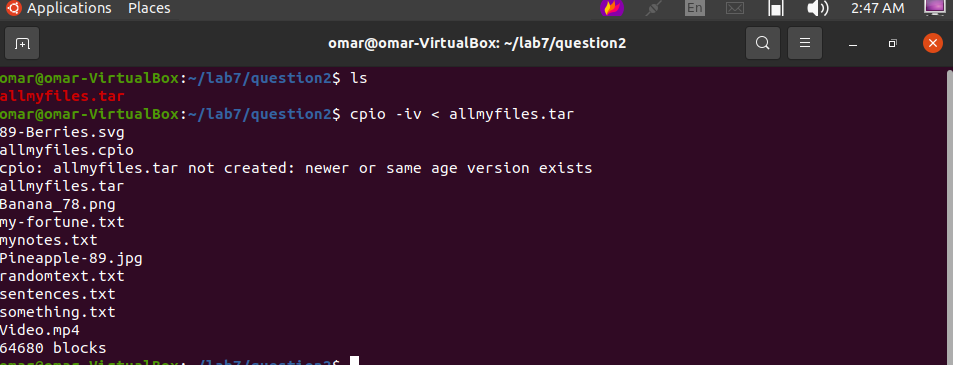 Applications Places En 2:47 AM
omar@omar-VirtualBox: ~/lab7/question2
omar@omar-VirtualBox:~/lab7/question2$ ls
allmyfiles.tar
omar@omar-VirtualBox:~/lab7/question2$ cpio -iv < allmyfiles.tar
89-Berries.svg
allmyfiles.cpio
cpio: allmyfiles.tar not created: newer or same age version exists
allmyfiles.tar
Banana_78.png
my-fortune.txt
mynotes.txt
Pineapple-89.jpg
randomtext.txt
sentences.txt
something.txt
Video.mp4
64680 blocks
omar@omar-VirtualBox:~/lab7/question2$